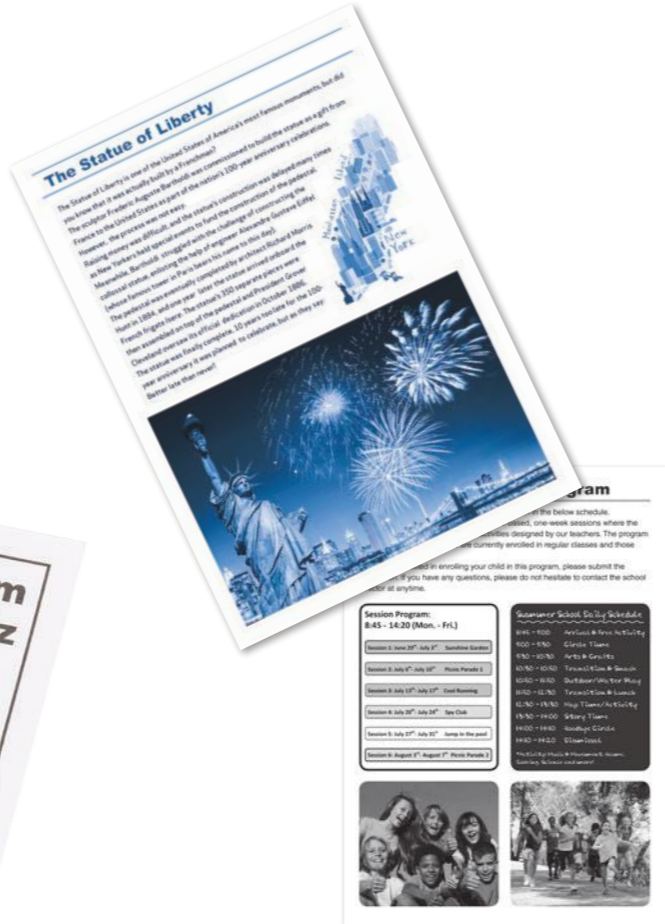 The Statue of Liberty
The Statue of Liberty is one of the United States of America's most famous monuments, but did
you know that it was actually built by a Frenchman?
The sculptor Frederic Auguste Bartholdi was commissioned to build the statue as a gift from
France to the United States as part of the nation's 100-year anniversary celebrations.
However, the process was not easy.
Raising money was difficult, and the statue's construction was delayed many times
as New Yorkers held special events to fund the construction of the pedestal.
Meanwhile, Bartholdi struggled with the challenge of constructing the
collossal statue, enlisting the help of engineer Alexandre Gustave Eiffel
(whose famous tower in Paris bears his name to this day).
The pedestal was eventually completed by architect Richard Morris
Hunt in 1884, and one year later the statue arrived onboard the
French frigate Isere. The statue's 350 separate pieces were
then assembled on top of the pedestal and President Grover
Cleveland oversaw its official dedication in October 1886.
The statue was finally complete. 10 years too late for the 100-
year anniversary it was planned to celebrate, but as they say
Better late than never!
Manhattan Island
New York
m
z
gram
in the below schedule.
based, one-week sessions where the
activities designed by our teachers. The program
are currently enrolled in regular classes and those
in enrolling your child in this program, please submit the
If you have any questions, please do not hesitate to contact the school
at anytime.
Session Program:
8:45 - 14:20 (Mon. - Fri.)
Session 1: June 29th- July 3rd Sunshine Garden
Session 2: July 6th- July 10th Picnic Parade 1
Session 3: July 13th- July 17th Cool Running
Session 4: July 20th- July 24th Spy Club
Session 5: July 27th- July 31st Jump in the pool
Session 6: August 3rd- August 7th Picnic Parade 2
Summer School Daily Schedule
8:45 - 9:00 Arrival & Free Activity
9:00 - 9:30 Circle Time
9:30 - 10:30 Arts & Crafts
10:30 - 10:50 Transition & Snack
10:50 - 11:50 Outdoor/Water Play
11:50 - 12:30 Transition & Lunch
12:30 - 13:30 Nap Time/Activity
13:30 - 14:00 Story Time
14:00 - 14:10 Goodbye Circle
14:10 - 14:20 Dismissal